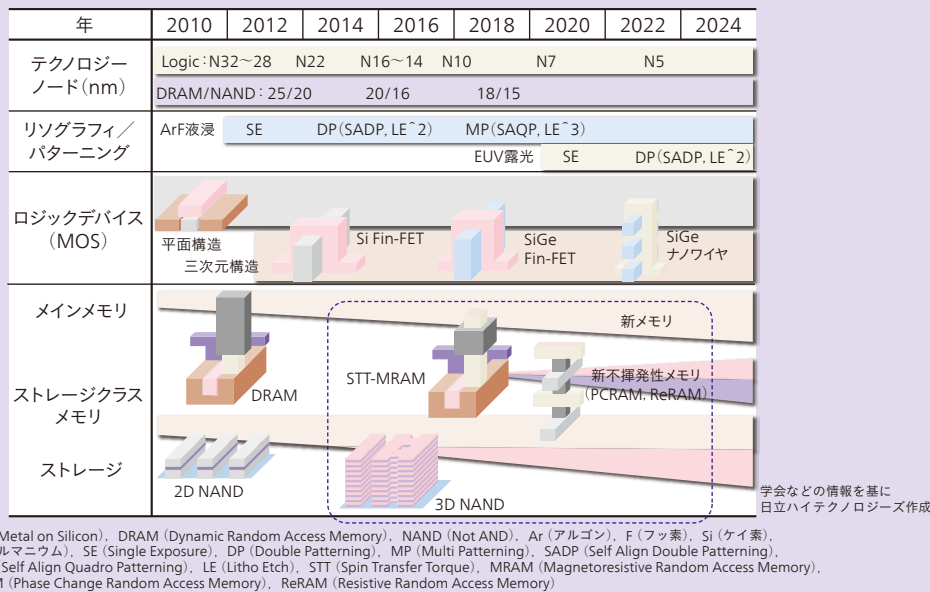 年 2010 2012 2014 2016 2018 2020 2022 2024
テクノロジー
ノード(nm)
Logic:N32〜28 N22 N16〜14 N10 N7 N5
DRAM/NAND:25/20 20/16 18/15
リソグラフィ／
パターニング
ArF液浸 SE DP(SADP, LE^2) MP(SAQP, LE^3)
EUV露光 SE DP(SADP, LE^2)
ロジックデバイス
(MOS)
平面構造
三次元構造
Si Fin-FET
SiGe
Fin-FET
SiGe
ナノワイヤ
メインメモリ
新メモリ
DRAM
STT-MRAM
ストレージクラス
メモリ
新不揮発性メモリ
(PCRAM, ReRAM)
ストレージ
2D NAND
3D NAND
学会などの情報を基に
日立ハイテクノロジーズ作成
Metal on Silicon), DRAM (Dynamic Random Access Memory), NAND (Not AND), Ar (アルゴン), F (フッ素), Si (ケイ素),
ルマニウム), SE (Single Exposure), DP (Double Patterning), MP (Multi Patterning), SADP (Self Align Double Patterning),
(Self Align Quadro Patterning), LE (Litho Etch), STT (Spin Transfer Torque), MRAM (Magnetoresistive Random Access Memory),
(Phase Change Random Access Memory), ReRAM (Resistive Random Access Memory)